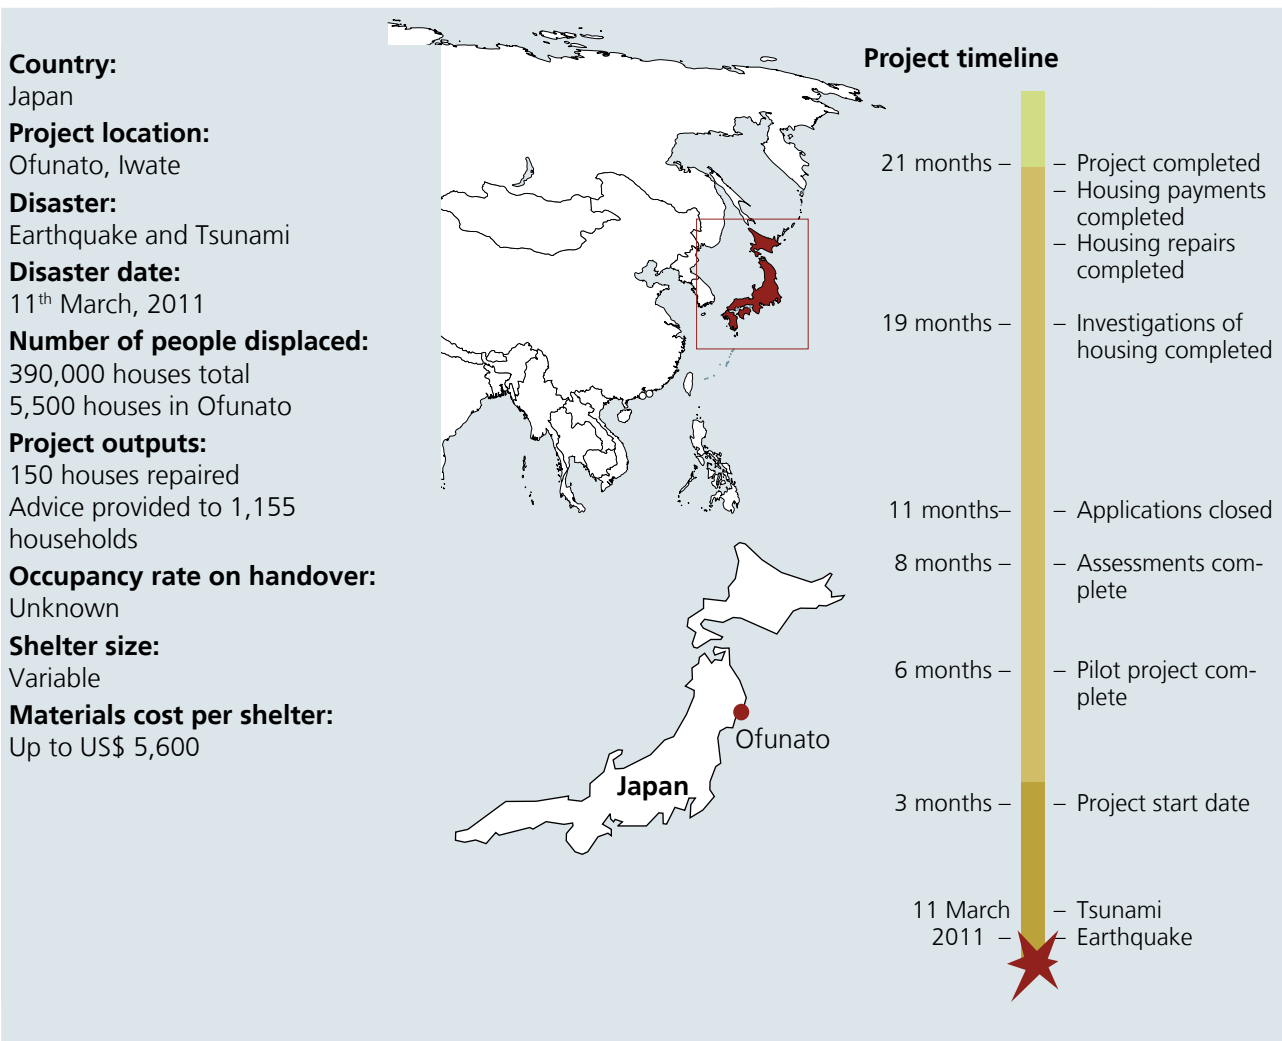 Country:
Japan
Project location:
Ofunato, Iwate
Disaster:
Earthquake and Tsunami
Disaster date:
11th March, 2011
Number of people displaced:
390,000 houses total
5,500 houses in Ofunato
Project outputs:
150 houses repaired
Advice provided to 1,155
households
Occupancy rate on handover:
Unknown
Shelter size:
Variable
Materials cost per shelter:
Up to US$ 5,600
Ofunato
Japan
Project timeline
21 months – – Project completed
– Housing payments
completed
– Housing repairs
completed
19 months – – Investigations of
housing completed
11 months– – Applications closed
8 months – – Assessments com-
plete
6 months – – Pilot project com-
plete
3 months – – Project start date
11 March – Tsunami
2011 – – Earthquake